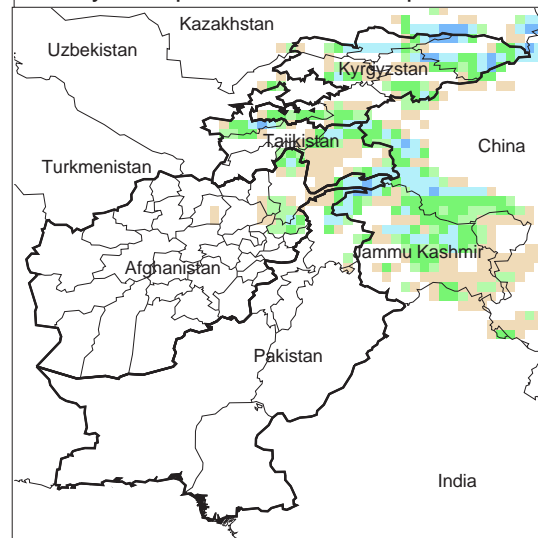 Kazakhstan
Uzbekistan
Kyrgyzstan
Tajikistan
China
Turkmenistan
Jammu Kashmir
Afghanistan
Pakistan
India